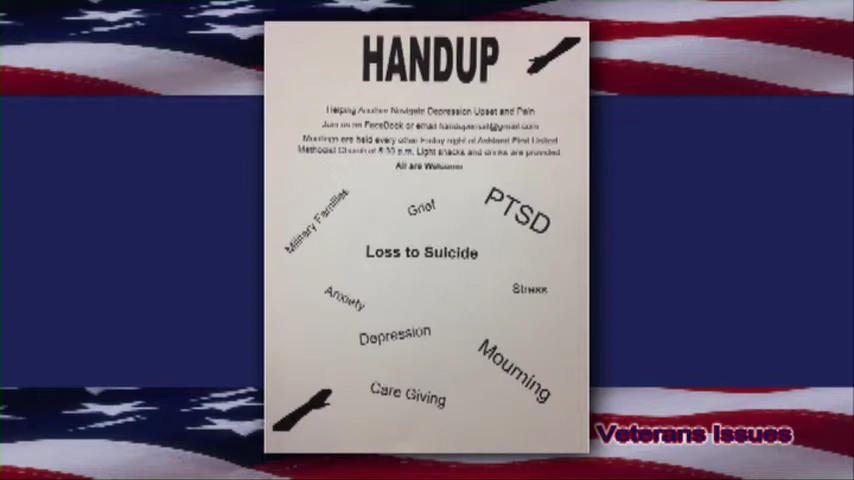 HANDUP
Helping Another Navigate Depression Upset and Pain
Join us on FaceBook or email
Meetings are held every other Friday night at Ashland First United
Methodist Church at 6:30 p.m. Light snacks and drinks are provided
All are Welcome
Military Families
Grief
PTSD
Loss to Suicide
Anxiety
Stress
Depression
Mourning
Care Giving
Veterans Issues